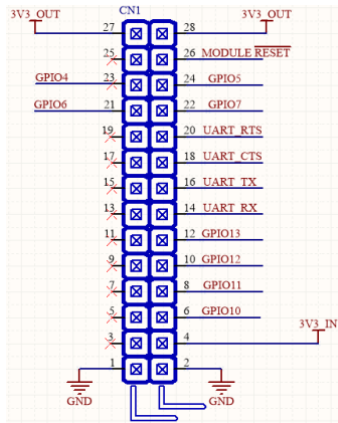 CN1
3V3_OUT 3V3_OUT
27 28
25 26 MODULE RESET
GPIO4 23 24 GPIO5
GPIO6 21 22 GPIO7
19 20 UART_RTS
17 18 UART_CTS
15 16 UART_TX
13 14 UART_RX
11 12 GPIO13
9 10 GPIO12
7 8 GPIO11
5 6 GPIO10
3V3_IN
3 4
1 2
GND GND